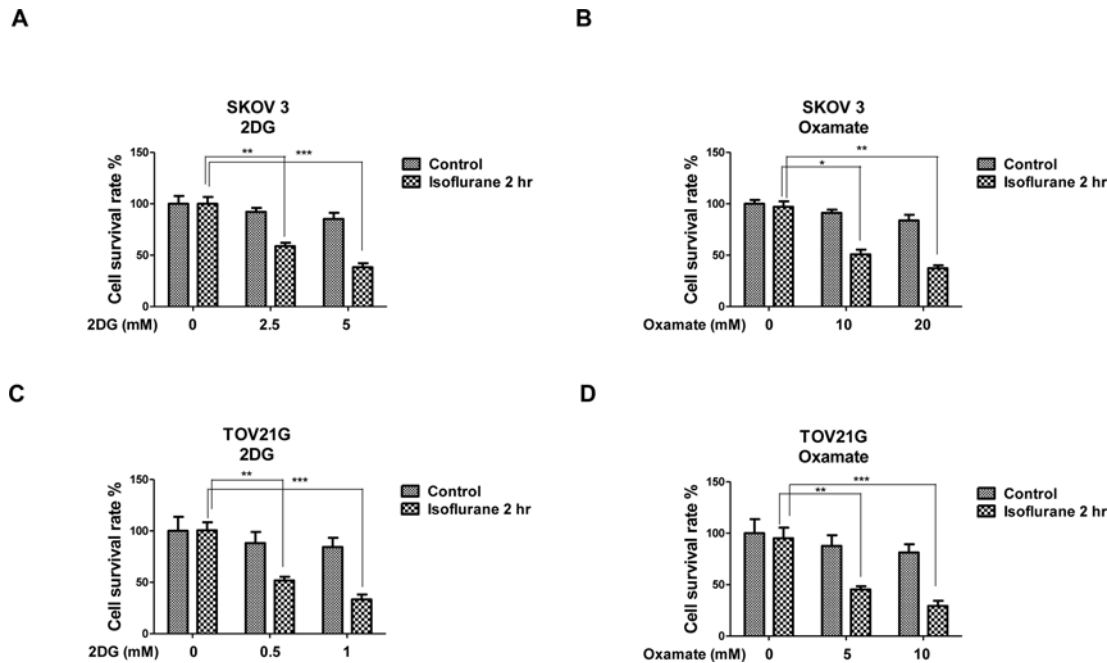 A
SKOV 3
2DG
Cell survival rate %
150
100
50
0
**
***
Control
Isoflurane 2 hr
2DG (mM)
0
2.5
5
B
SKOV 3
Oxamate
Cell survival rate %
150
100
50
0
*
**
Control
Isoflurane 2 hr
Oxamate (mM)
0
10
20
C
TOV21G
2DG
Cell survival rate %
150
100
50
0
**
***
Control
Isoflurane 2 hr
2DG (mM)
0
0.5
1
D
TOV21G
Oxamate
Cell survival rate %
150
100
50
0
**
***
Control
Isoflurane 2 hr
Oxamate (mM)
0
5
10